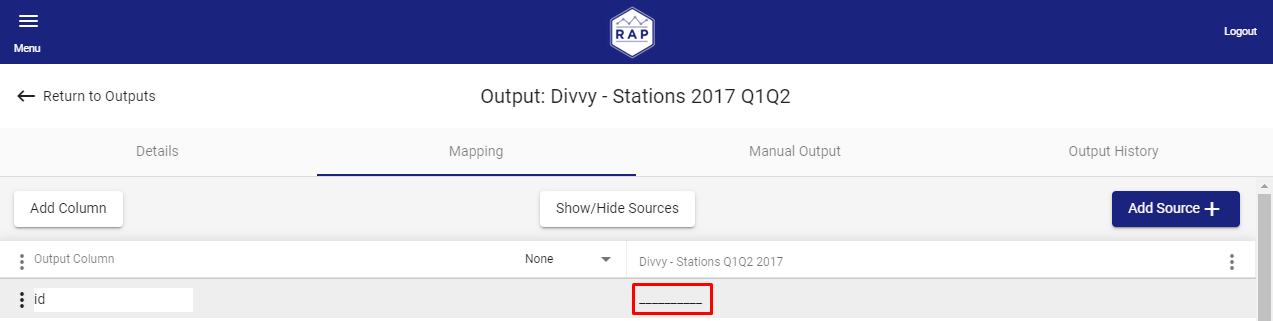 RAP
Menu
Logout
Return to Outputs
Output: Divvy - Stations 2017 Q1Q2
Details Mapping Manual Output Output History
Add Column Show/Hide Sources Add Source
Output Column None Divvy - Stations Q1Q2 2017
id __________